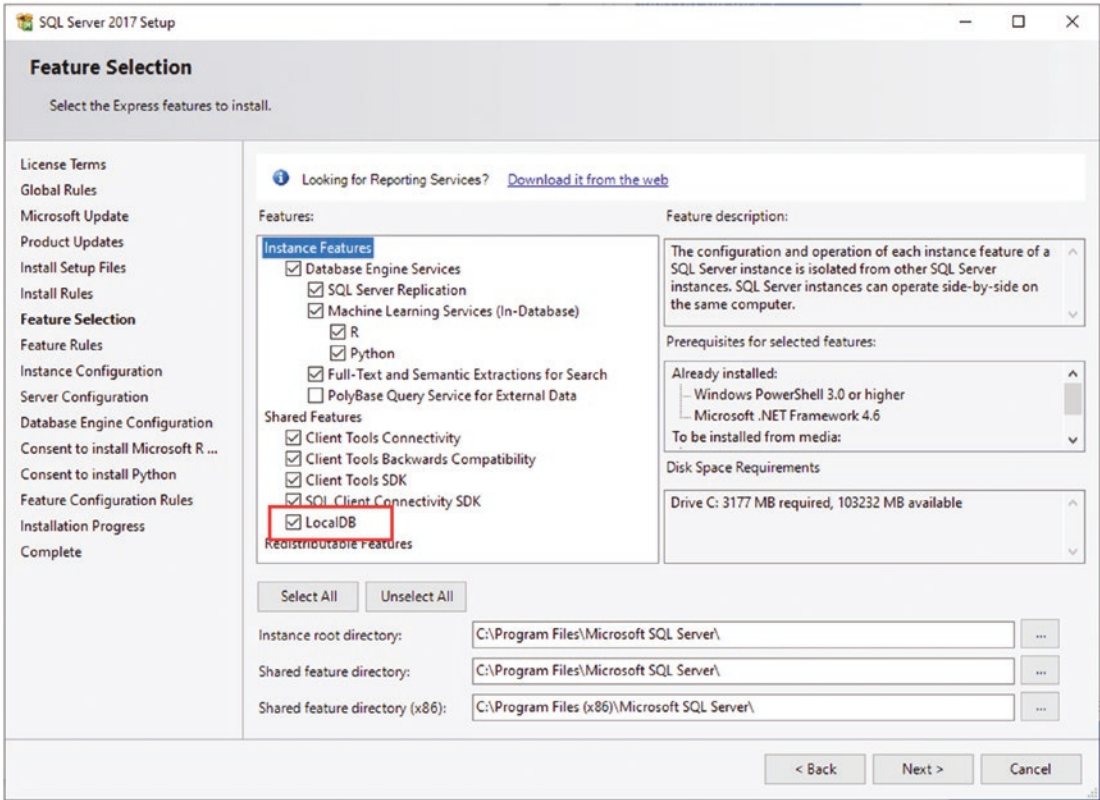 SQL Server 2017 Setup
Feature Selection
Select the Express features to install.
License Terms
Global Rules
Microsoft Update
Product Updates
Install Setup Files
Install Rules
Feature Selection
Feature Rules
Instance Configuration
Server Configuration
Database Engine Configuration
Consent to install Microsoft R ...
Consent to install Python
Feature Configuration Rules
Installation Progress
Complete
Looking for Reporting Services? Download it from the web
Features:
Instance Features
Database Engine Services
SQL Server Replication
Machine Learning Services (In-Database)
R
Python
Full-Text and Semantic Extractions for Search
PolyBase Query Service for External Data
Shared Features
Client Tools Connectivity
Client Tools Backwards Compatibility
Client Tools SDK
SQL Client Connectivity SDK
LocalDB
Redistributable Features
Feature description:
The configuration and operation of each instance feature of a
SQL Server instance is isolated from other SQL Server
instances. SQL Server instances can operate side-by-side on
the same computer.
Prerequisites for selected features:
Already installed:
Windows PowerShell 3.0 or higher
Microsoft .NET Framework 4.6
To be installed from media:
Disk Space Requirements
Drive C: 3177 MB required, 103232 MB available
Select All
Unselect All
Instance root directory: C:\Program Files\Microsoft SQL Server\ ...
Shared feature directory: C:\Program Files\Microsoft SQL Server\ ...
Shared feature directory (x86): C:\Program Files (x86)\Microsoft SQL Server\ ...
< Back
Next >
Cancel